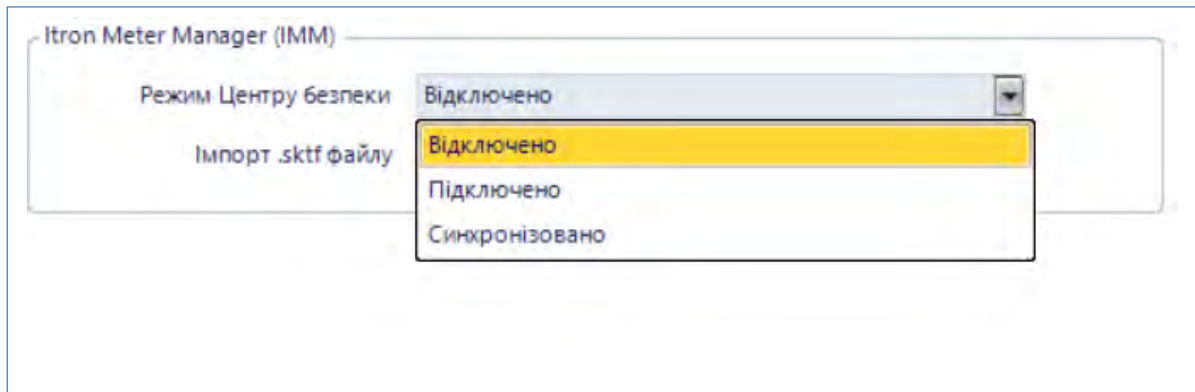 Itron Meter Manager (IMM)
Режим Центру безпеки Відключено
Імпорт .sktf файлу
Відключено
Підключено
Синхронізовано